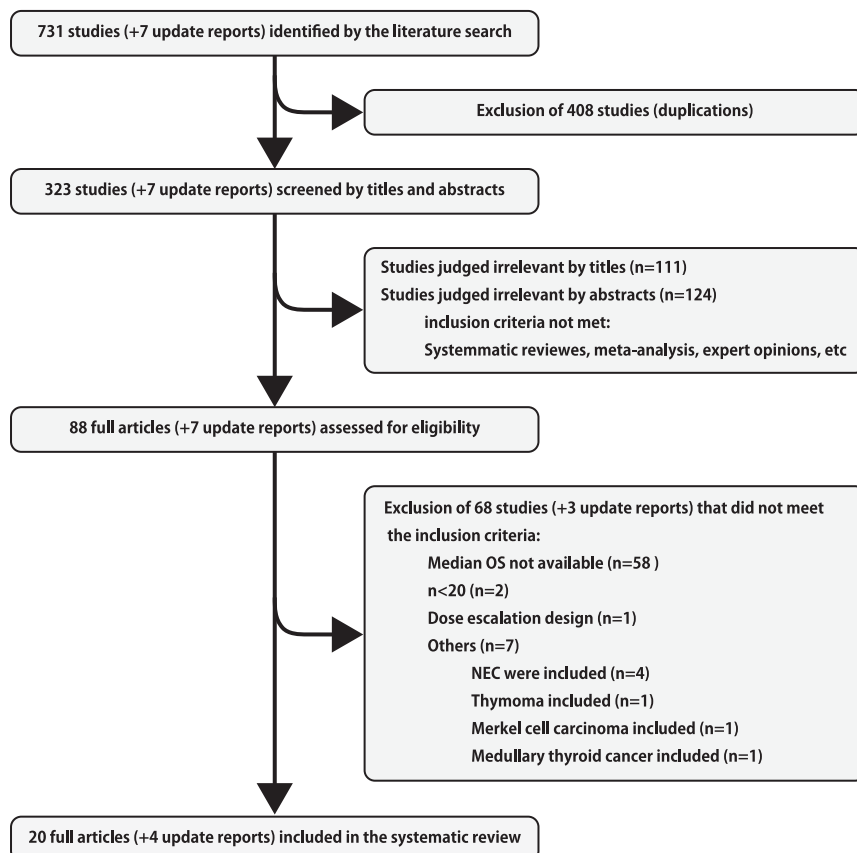 731 studies (+7 update reports) identified by the literature search
Exclusion of 408 studies (duplications)
323 studies (+7 update reports) screened by titles and abstracts
Studies judged irrelevant by titles (n=111)
Studies judged irrelevant by abstracts (n=124)
inclusion criteria not met:
Systemmatic reviewes, meta-analysis, expert opinions, etc
88 full articles (+7 update reports) assessed for eligibility
Exclusion of 68 studies (+3 update reports) that did not meet
the inclusion criteria:
Median OS not available (n=58 )
n<20 (n=2)
Dose escalation design (n=1)
Others (n=7)
NEC were included (n=4)
Thymoma included (n=1)
Merkel cell carcinoma included (n=1)
Medullary thyroid cancer included (n=1)
20 full articles (+4 update reports) included in the systematic review